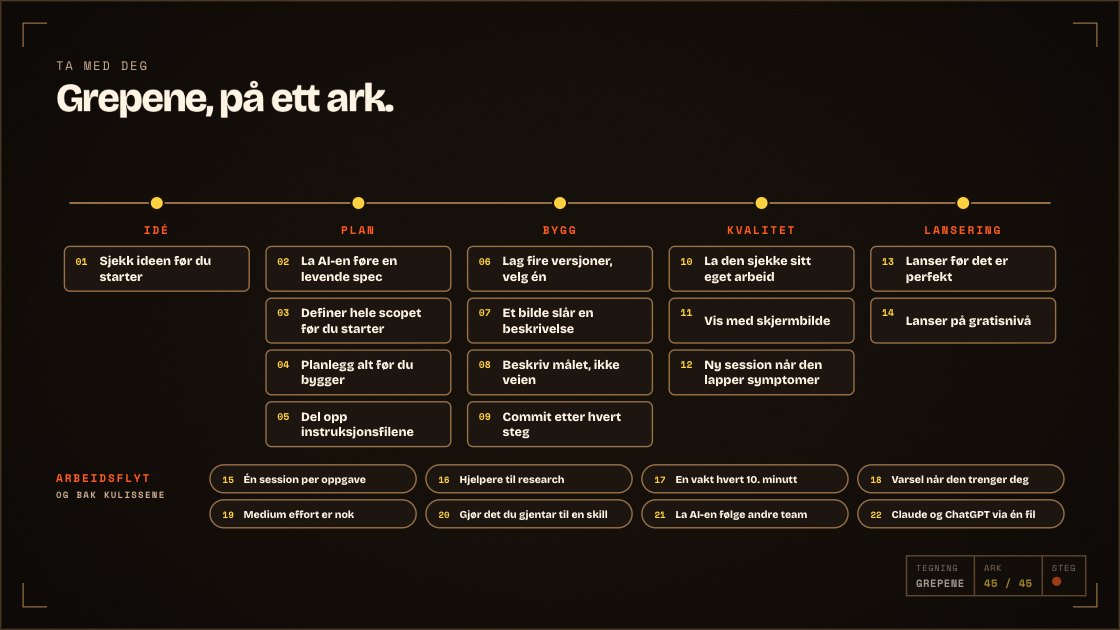 TA MED DEG
Grepene, på ett ark.
IDÉ
01 Sjekk ideen før du
starter
PLAN
02 La AI-en føre en
levende spec
03 Definer hele scopet
før du starter
04 Planlegg alt før du
bygger
05 Del opp
instruksjonsfilene
BYGG
06 Lag fire versjoner,
velg én
07 Et bilde slår en
beskrivelse
08 Beskriv målet, ikke
veien
09 Commit etter hvert
steg
KVALITET
10 La den sjekke sitt
eget arbeid
11 Vis med skjermbilde
12 Ny session når den
lapper symptomer
LANSERING
13 Lanser før det er
perfekt
14 Lanser på gratisnivå
ARBEIDSFLYT
OG BAK KULISSENE
15 Én session per oppgave
16 Hjelpere til research
17 En vakt hvert 10. minutt
18 Varsel når den trenger deg
19 Medium effort er nok
20 Gjør det du gjentar til en skill
21 La AI-en følge andre team
22 Claude og ChatGPT via én fil
TEGNING
GREPENE
ARK
45 / 45
STEG